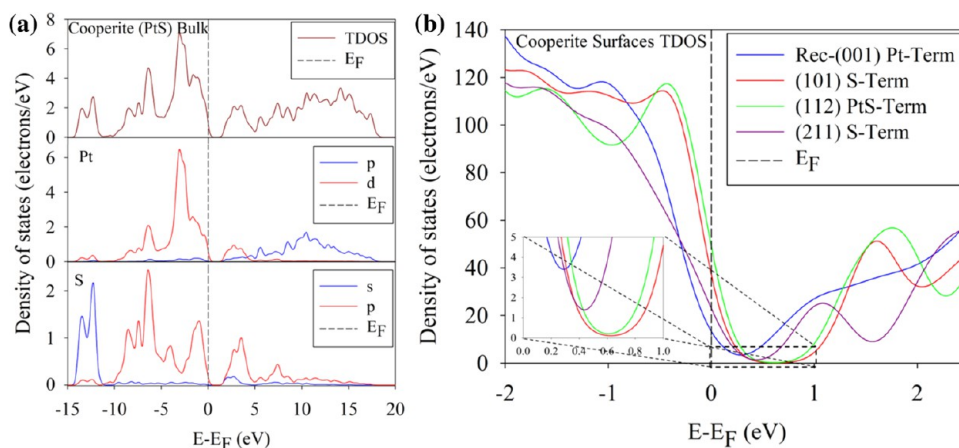 (a)
Cooperite (PtS) Bulk
TDOS
E_F
8
6
4
2
0
Pt
p
d
E_F
6
4
2
0
S
s
p
E_F
2
1
0
-15 -10 -5 0 5 10 15 20
E-E_F (eV)
Density of states (electrons/eV)
(b)
Cooperite Surfaces TDOS
Rec-(001) Pt-Term
(101) S-Term
(112) PtS-Term
(211) S-Term
E_F
140
120
100
80
60
40
20
0
5
4
3
2
1
0
0.0 0.2 0.4 0.6 0.8 1.0
-2 -1 0 1 2
E-E_F (eV)
Density of states (electrons/eV)